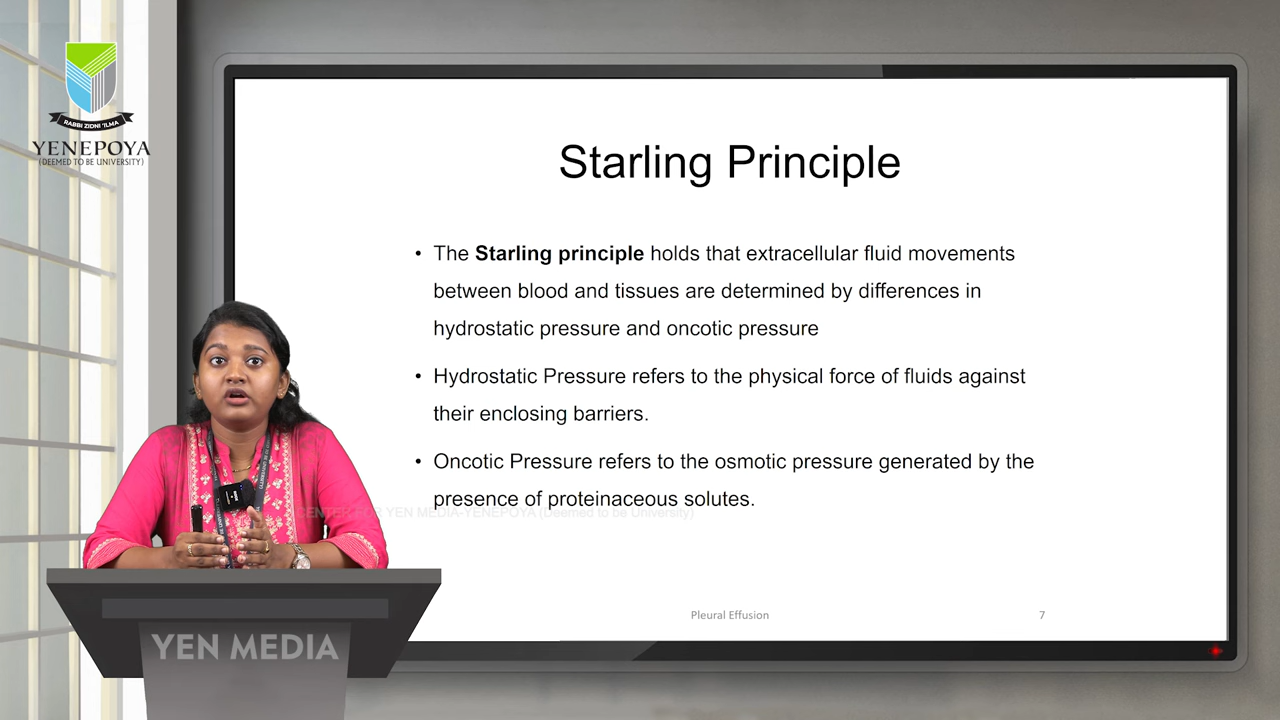 RABBI ZIDNI 'ILMA
YENEPOYA
(DEEMED TO BE UNIVERSITY)
Starling Principle
• The Starling principle holds that extracellular fluid movements
between blood and tissues are determined by differences in
hydrostatic pressure and oncotic pressure
• Hydrostatic Pressure refers to the physical force of fluids against
their enclosing barriers.
• Oncotic Pressure refers to the osmotic pressure generated by the
presence of proteinaceous solutes.
CENTER FOR YEN MEDIA-YENEPOYA (Deemed to be University)
Pleural Effusion
7
YEN MEDIA